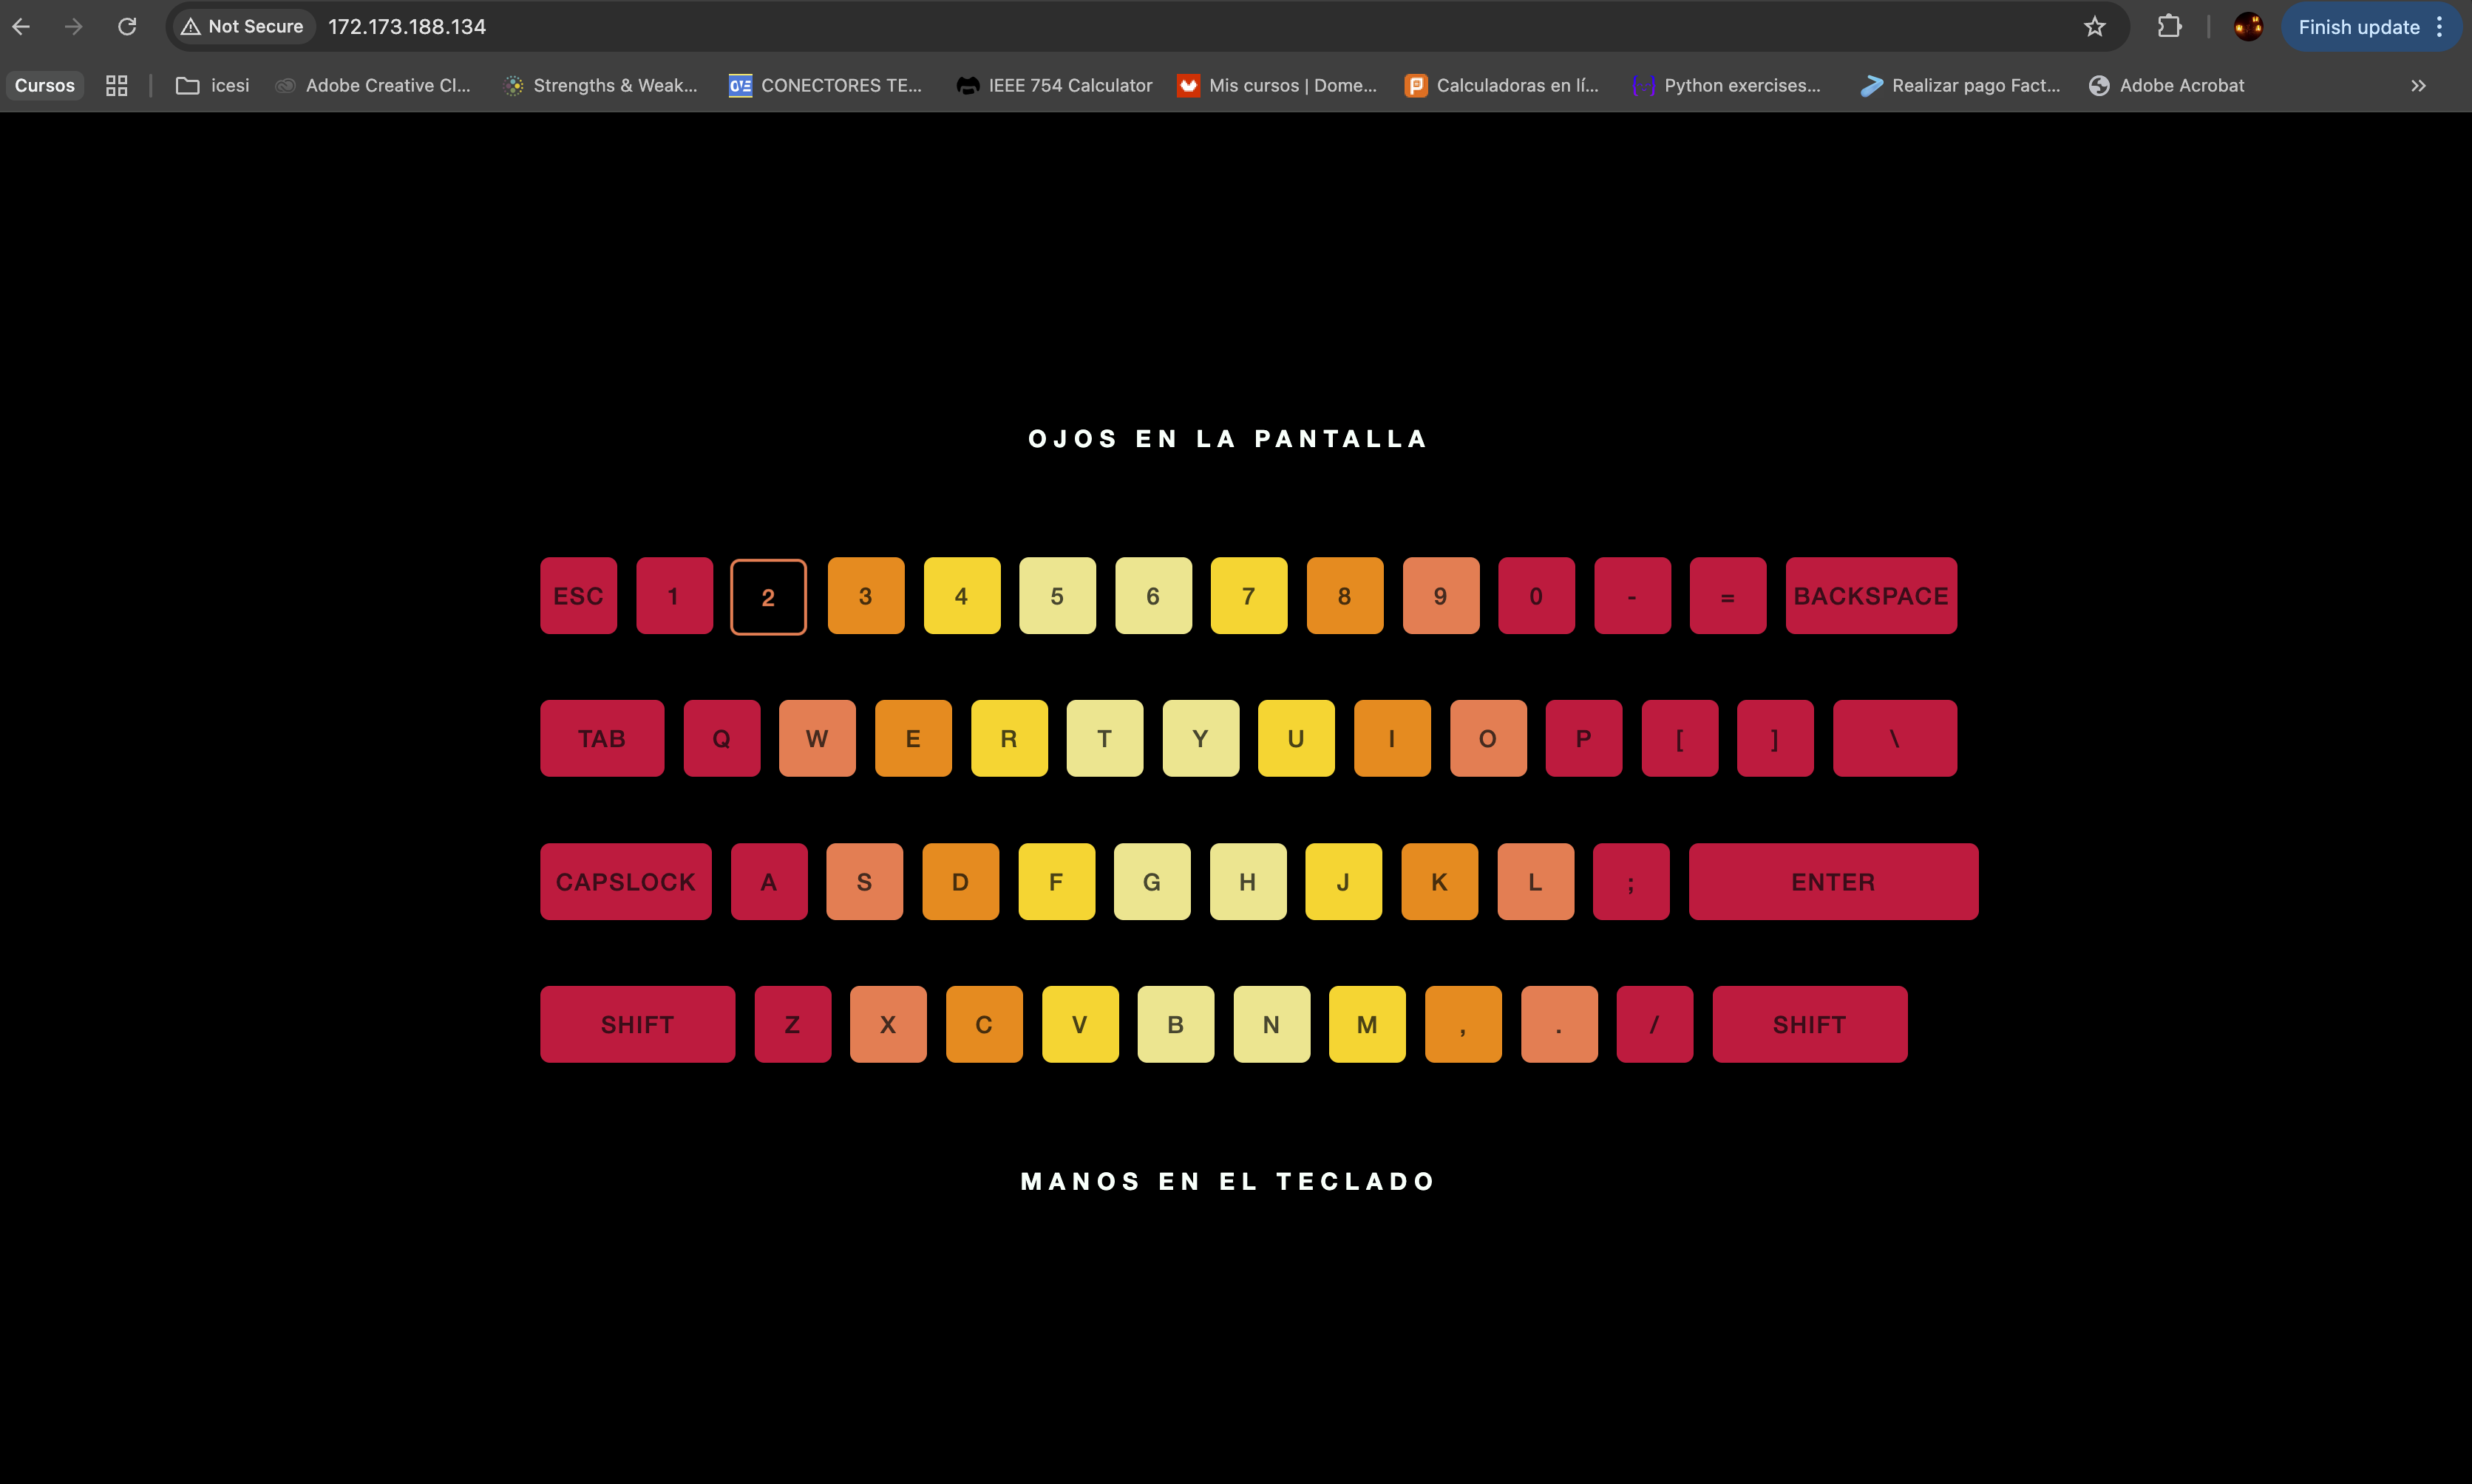 Not Secure 172.173.188.134 Finish update
Cursos icesi Adobe Creative Cl... Strengths & Weak... CONECTORES TE... IEEE 754 Calculator Mis cursos | Dome... Calculadoras en lí... Python exercises... Realizar pago Fact... Adobe Acrobat
OJOS EN LA PANTALLA
ESC 1 2 3 4 5 6 7 8 9 0 - = BACKSPACE
TAB Q W E R T Y U I O P [ ] \
CAPSLOCK A S D F G H J K L ; ENTER
SHIFT Z X C V B N M , . / SHIFT
MANOS EN EL TECLADO